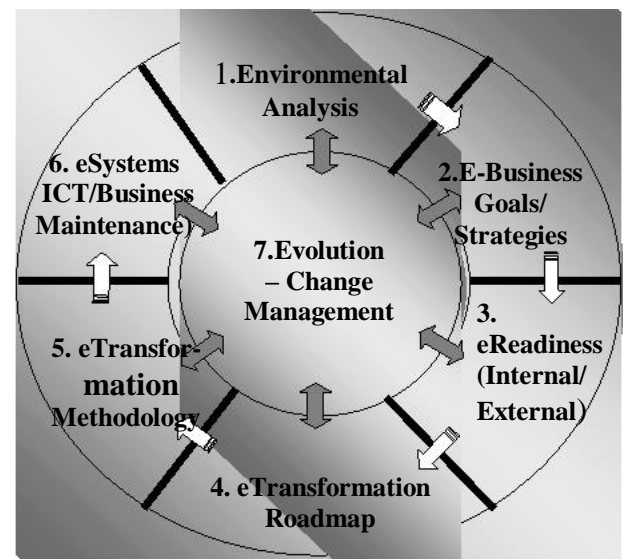 1.Environmental
Analysis
2.E-Business
Goals/
Strategies
3.
eReadiness
(Internal/
External)
4. eTransformation
Roadmap
5. eTransfor-
mation
Methodology
6. eSystems
ICT/Business
Maintenance)
7.Evolution
– Change
Management